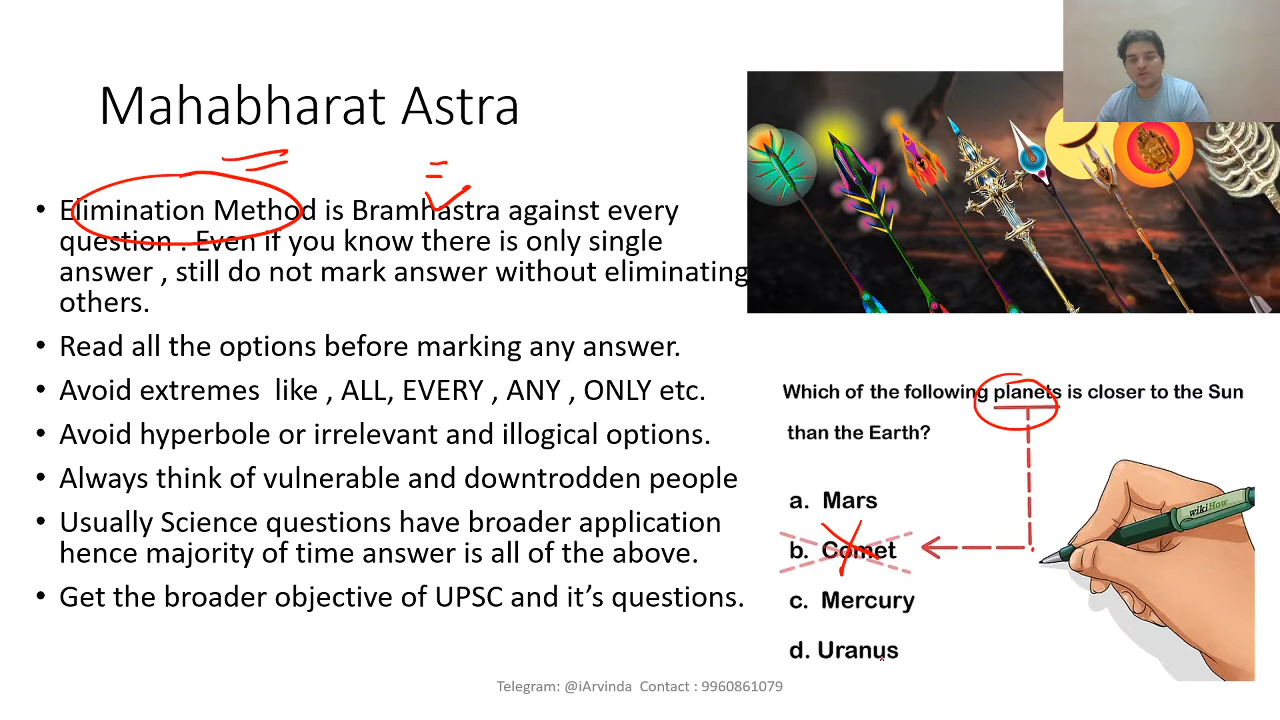 Mahabharat Astra
• Elimination Method is Bramhastra against every
question . Even if you know there is only single
answer , still do not mark answer without eliminating
others.
• Read all the options before marking any answer.
• Avoid extremes like , ALL, EVERY , ANY , ONLY etc.
• Avoid hyperbole or irrelevant and illogical options.
• Always think of vulnerable and downtrodden people
• Usually Science questions have broader application
hence majority of time answer is all of the above.
• Get the broader objective of UPSC and it's questions.
Which of the following planets is closer to the Sun
than the Earth?
a. Mars
b. Comet
c. Mercury
d. Uranus
wikiHow
Telegram: @iArvinda Contact : 9960861079